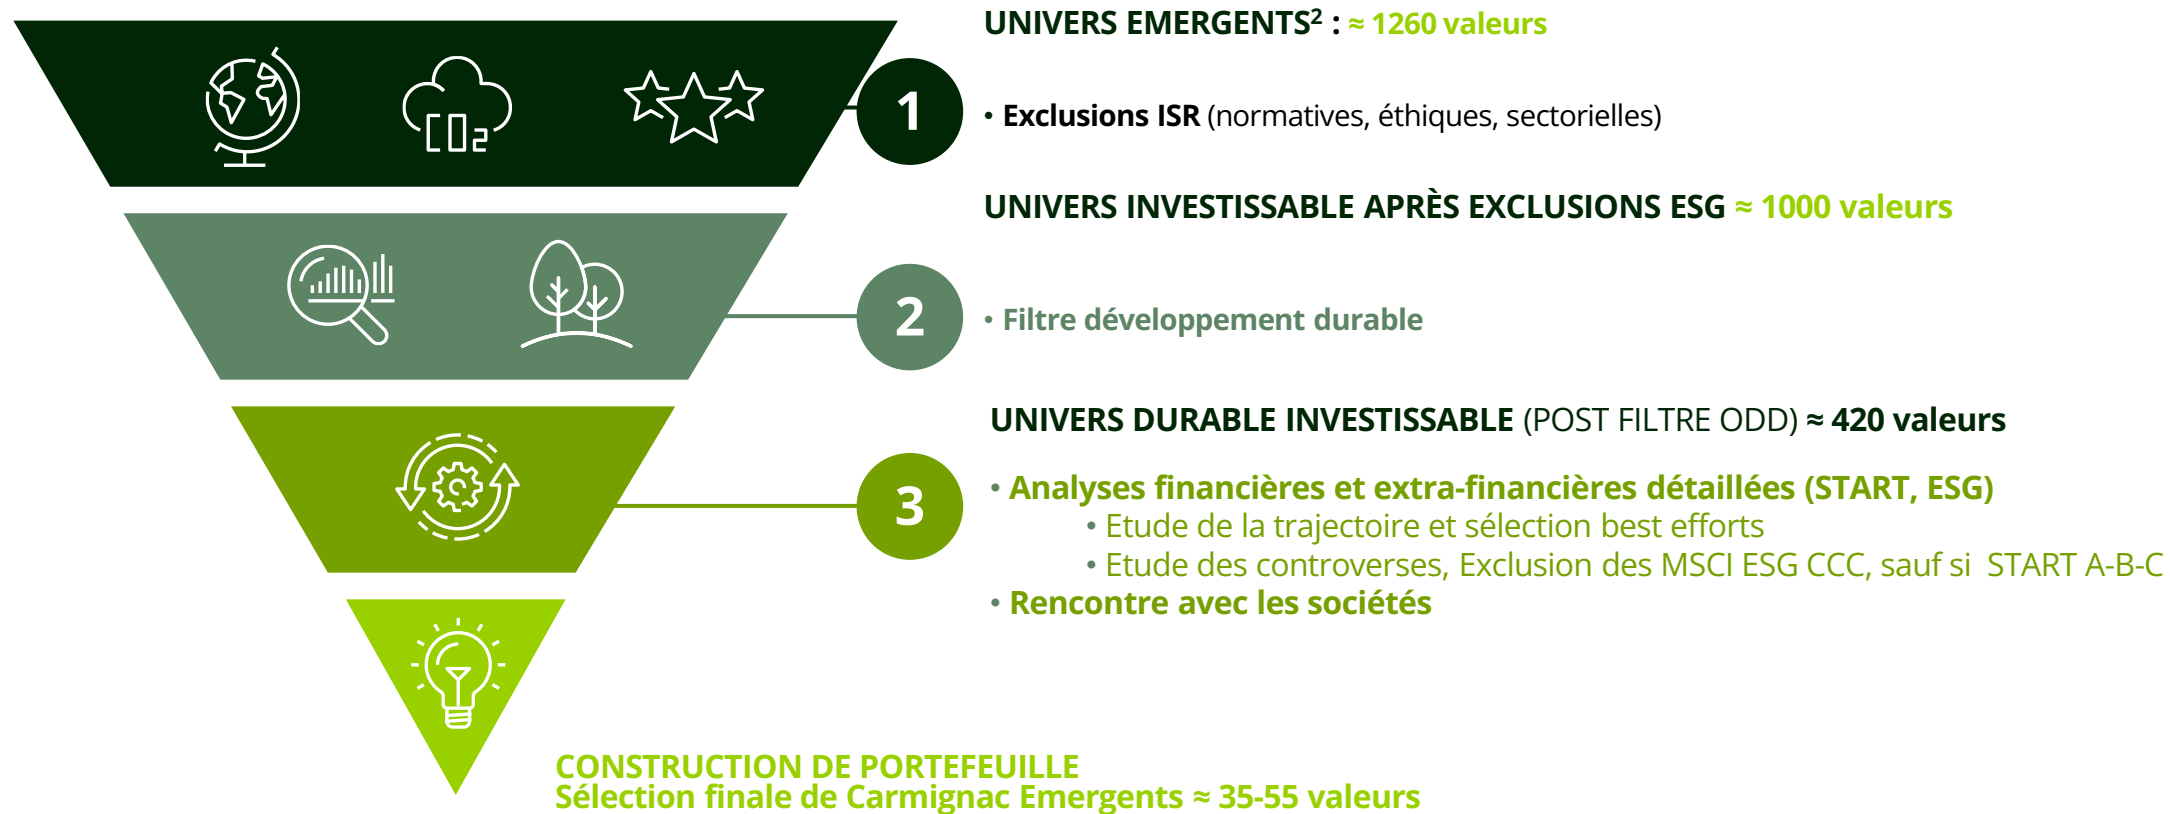 UNIVERS EMERGENTS² : ≈ 1260 valeurs
CO₂
1
• Exclusions ISR (normatives, éthiques, sectorielles)
UNIVERS INVESTISSABLE APRÈS EXCLUSIONS ESG ≈ 1000 valeurs
2
• Filtre développement durable
UNIVERS DURABLE INVESTISSABLE (POST FILTRE ODD) ≈ 420 valeurs
3
• Analyses financières et extra-financières détaillées (START, ESG)
• Etude de la trajectoire et sélection best efforts
• Etude des controverses, Exclusion des MSCI ESG CCC, sauf si START A-B-C
• Rencontre avec les sociétés
CONSTRUCTION DE PORTEFEUILLE
Sélection finale de Carmignac Emergents ≈ 35-55 valeurs